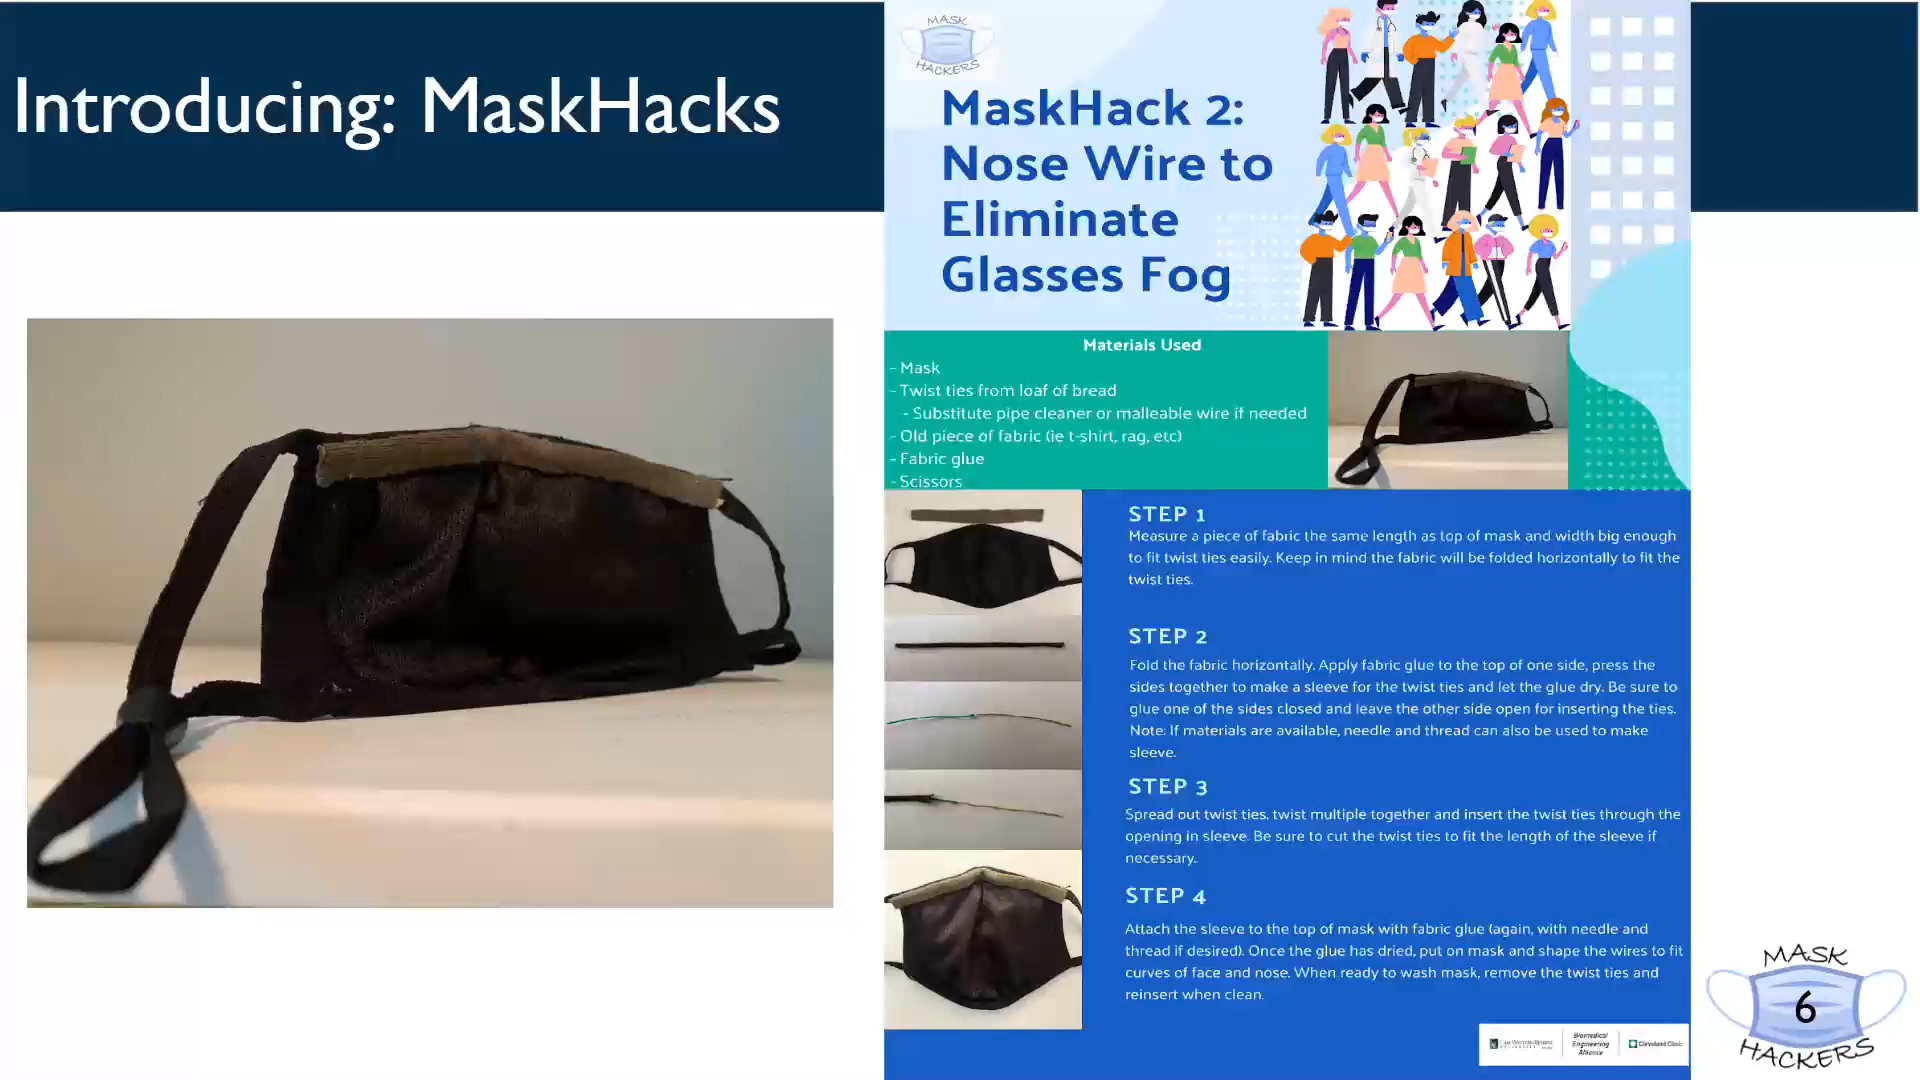 Introducing: MaskHacks
MASK
HACKERS
MaskHack 2:
Nose Wire to
Eliminate
Glasses Fog
Materials Used
- Mask
- Twist ties from loaf of bread
- Substitute pipe cleaner or malleable wire if needed
- Old piece of fabric (ie t-shirt, rag, etc)
- Fabric glue
- Scissors
STEP 1
Measure a piece of fabric the same length as top of mask and width big enough
to fit twist ties easily. Keep in mind the fabric will be folded horizontally to fit the
twist ties.
STEP 2
Fold the fabric horizontally. Apply fabric glue to the top of one side, press the
sides together to make a sleeve for the twist ties and let the glue dry. Be sure to
glue one of the sides closed and leave the other side open for inserting the ties.
Note: If materials are available, needle and thread can also be used to make
sleeve.
STEP 3
Spread out twist ties, twist multiple together and insert the twist ties through the
opening in sleeve. Be sure to cut the twist ties to fit the length of the sleeve if
necessary.
STEP 4
Attach the sleeve to the top of mask with fabric glue (again, with needle and
thread if desired). Once the glue has dried, put on mask and shape the wires to fit
curves of face and nose. When ready to wash mask, remove the twist ties and
reinsert when clean.
Case Western Reserve
Biomedical
Engineering
Alliance
Cleveland Clinic
MASK
6
HACKERS